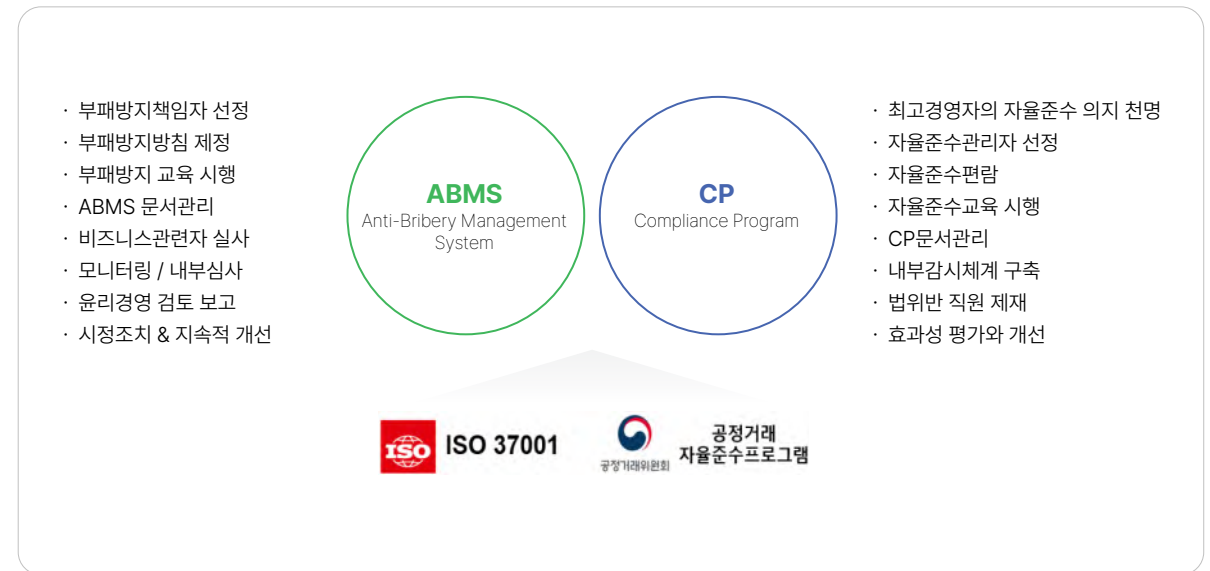 · 부패방지책임자 선정
· 부패방지방침 제정
· 부패방지 교육 시행
· ABMS 문서관리
· 비즈니스관련자 실사
· 모니터링 / 내부심사
· 윤리경영 검토 보고
· 시정조치 & 지속적 개선
ABMS
Anti-Bribery Management
System
CP
Compliance Program
· 최고경영자의 자율준수 의지 천명
· 자율준수관리자 선정
· 자율준수편람
· 자율준수교육 시행
· CP문서관리
· 내부감시체계 구축
· 법위반 직원 제재
· 효과성 평가와 개선
ISO
ISO 37001
공정거래위원회
공정거래
자율준수프로그램